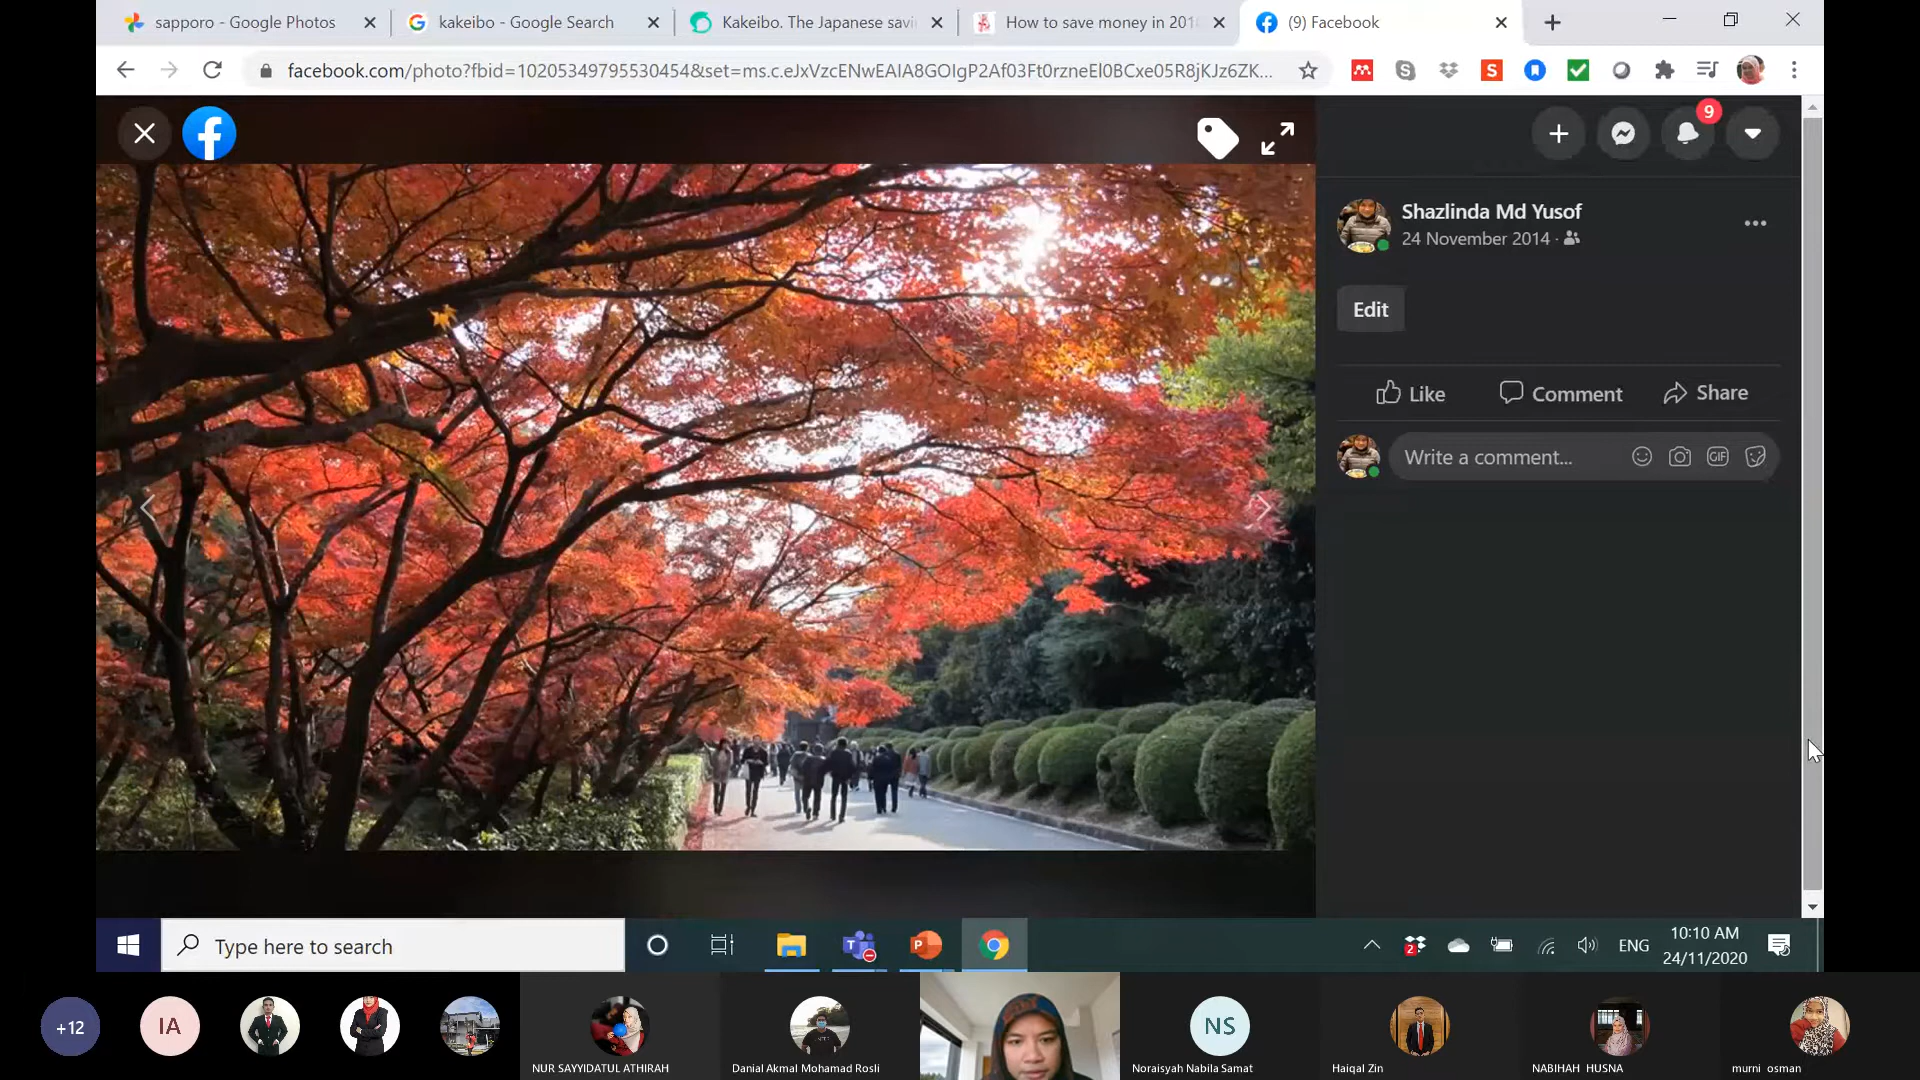 sapporo - Google Photos
kakeibo - Google Search
Kakeibo. The Japanese savi
How to save money in 201
(9) Facebook
facebook.com/photo?fbid=10205349795530454&set=ms.c.eJxVzcENwEAIA8GOIgP2Af03Ft0rzneEl0BCxe05R8jKJz6ZK...
S
9
Shazlinda Md Yusof
24 November 2014 ·
Edit
Like
Comment
Share
Write a comment...
GIF
Type here to search
T
P
2
ENG
10:10 AM
24/11/2020
+12
IA
NS
NUR SAYYIDATUL ATHIRAH
Danial Akmal Mohamad Rosli
Noraisyah Nabila Samat
Haiqal Zin
NABIHAH HUSNA
murni osman